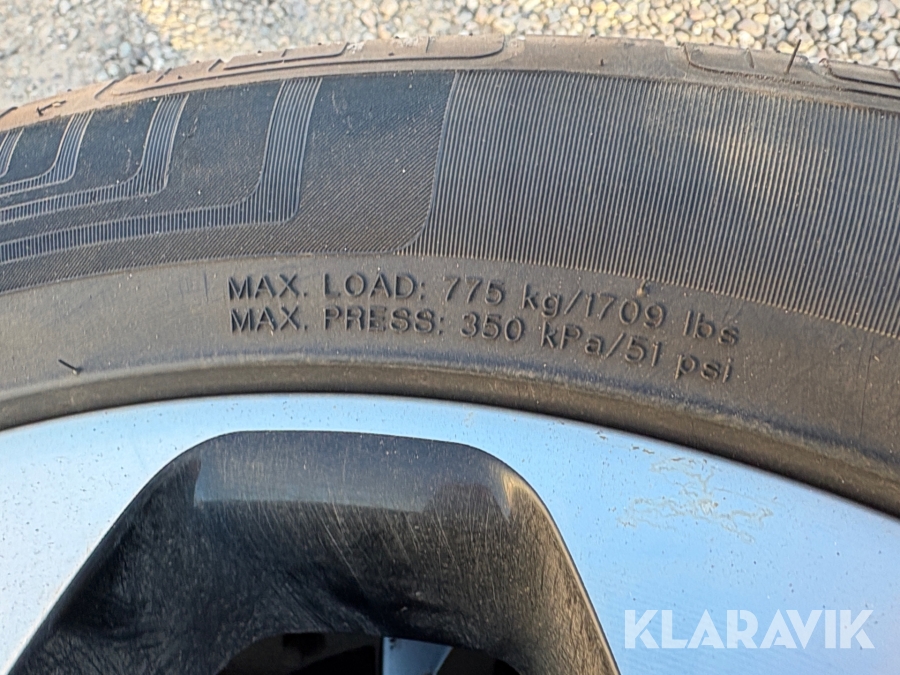 MAX. LOAD: 775 kg/1709 lbs
MAX. PRESS: 350 kPa/51 psi
KLARAVIK